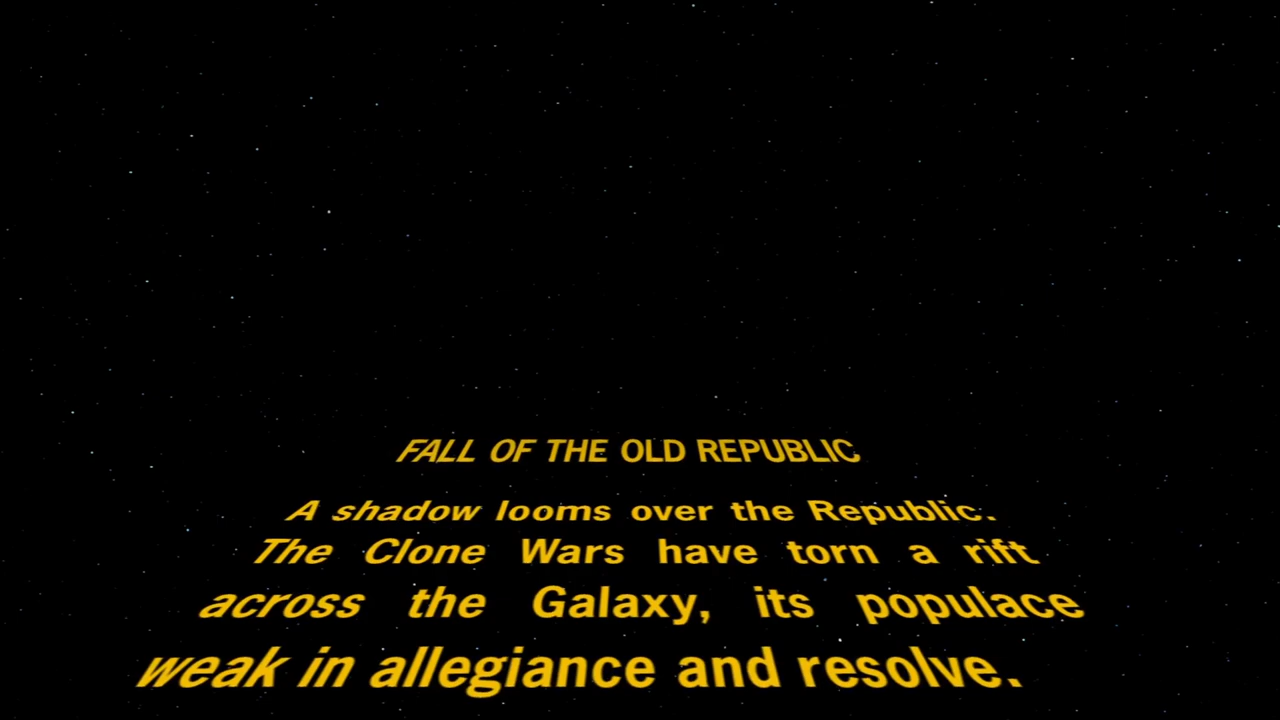 FALL OF THE OLD REPUBLIC
A shadow looms over the Republic.
The Clone Wars have torn a rift
across the Galaxy, its populace
weak in allegiance and resolve.